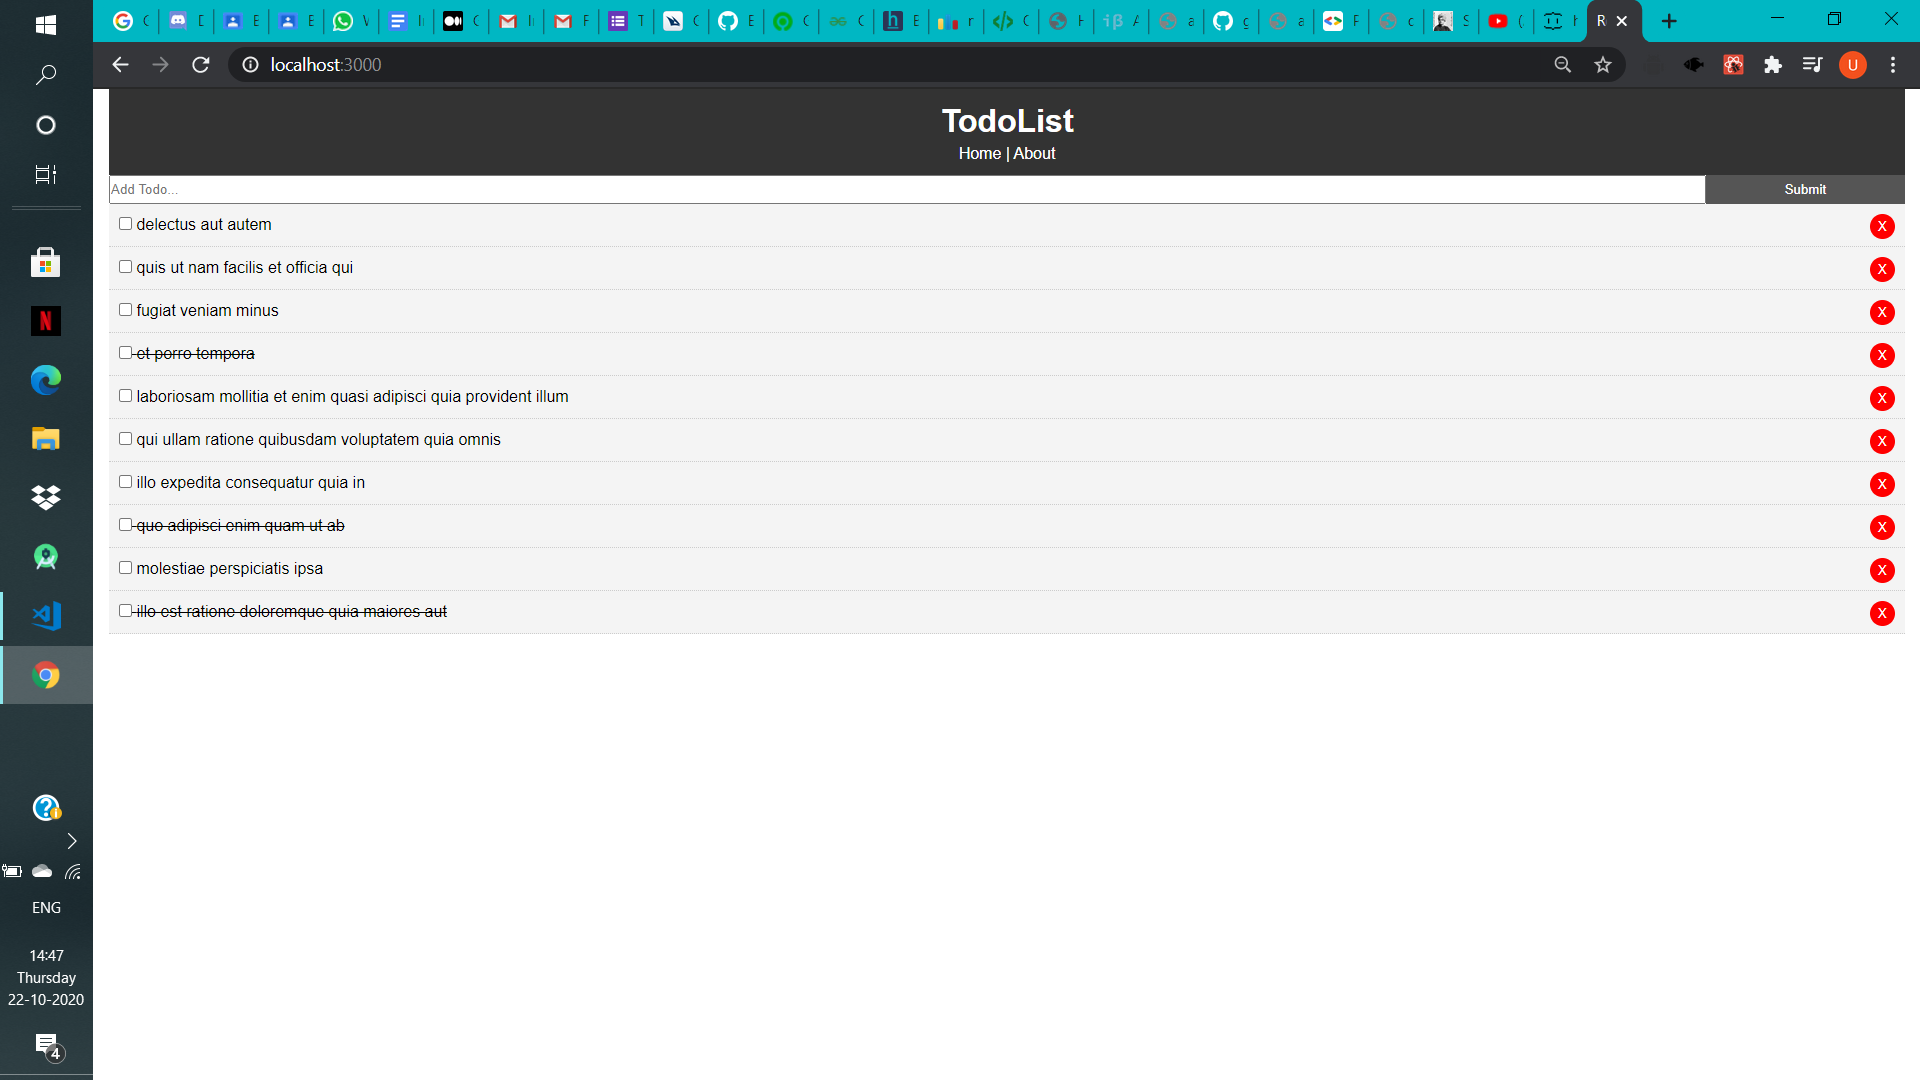 localhost:3000
U
TodoList
Home | About
Add Todo...
Submit
delectus aut autem
X
quis ut nam facilis et officia qui
X
fugiat veniam minus
X
et porro tempora
X
laboriosam mollitia et enim quasi adipisci quia provident illum
X
qui ullam ratione quibusdam voluptatem quia omnis
X
illo expedita consequatur quia in
X
quo adipisci enim quam ut ab
X
molestiae perspiciatis ipsa
X
illo est ratione doloremque quia maiores aut
X
ENG
14:47
Thursday
22-10-2020
4